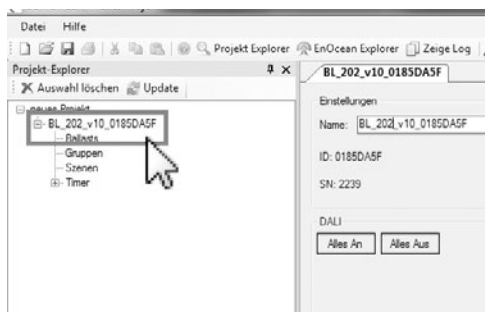 Datei Hilfe
Projekt Explorer EnOcean Explorer Zeige Log
Projekt-Explorer
Auswahl löschen Update
neues Projekt
BL_202_v10_0185DA5F
Ballasts
Gruppen
Szenen
Timer
BL_202_v10_0185DA5F
Einstellungen
Name: BL_202_v10_0185DA5F
ID: 0185DA5F
SN: 2239
DALI
Alles An Alles Aus